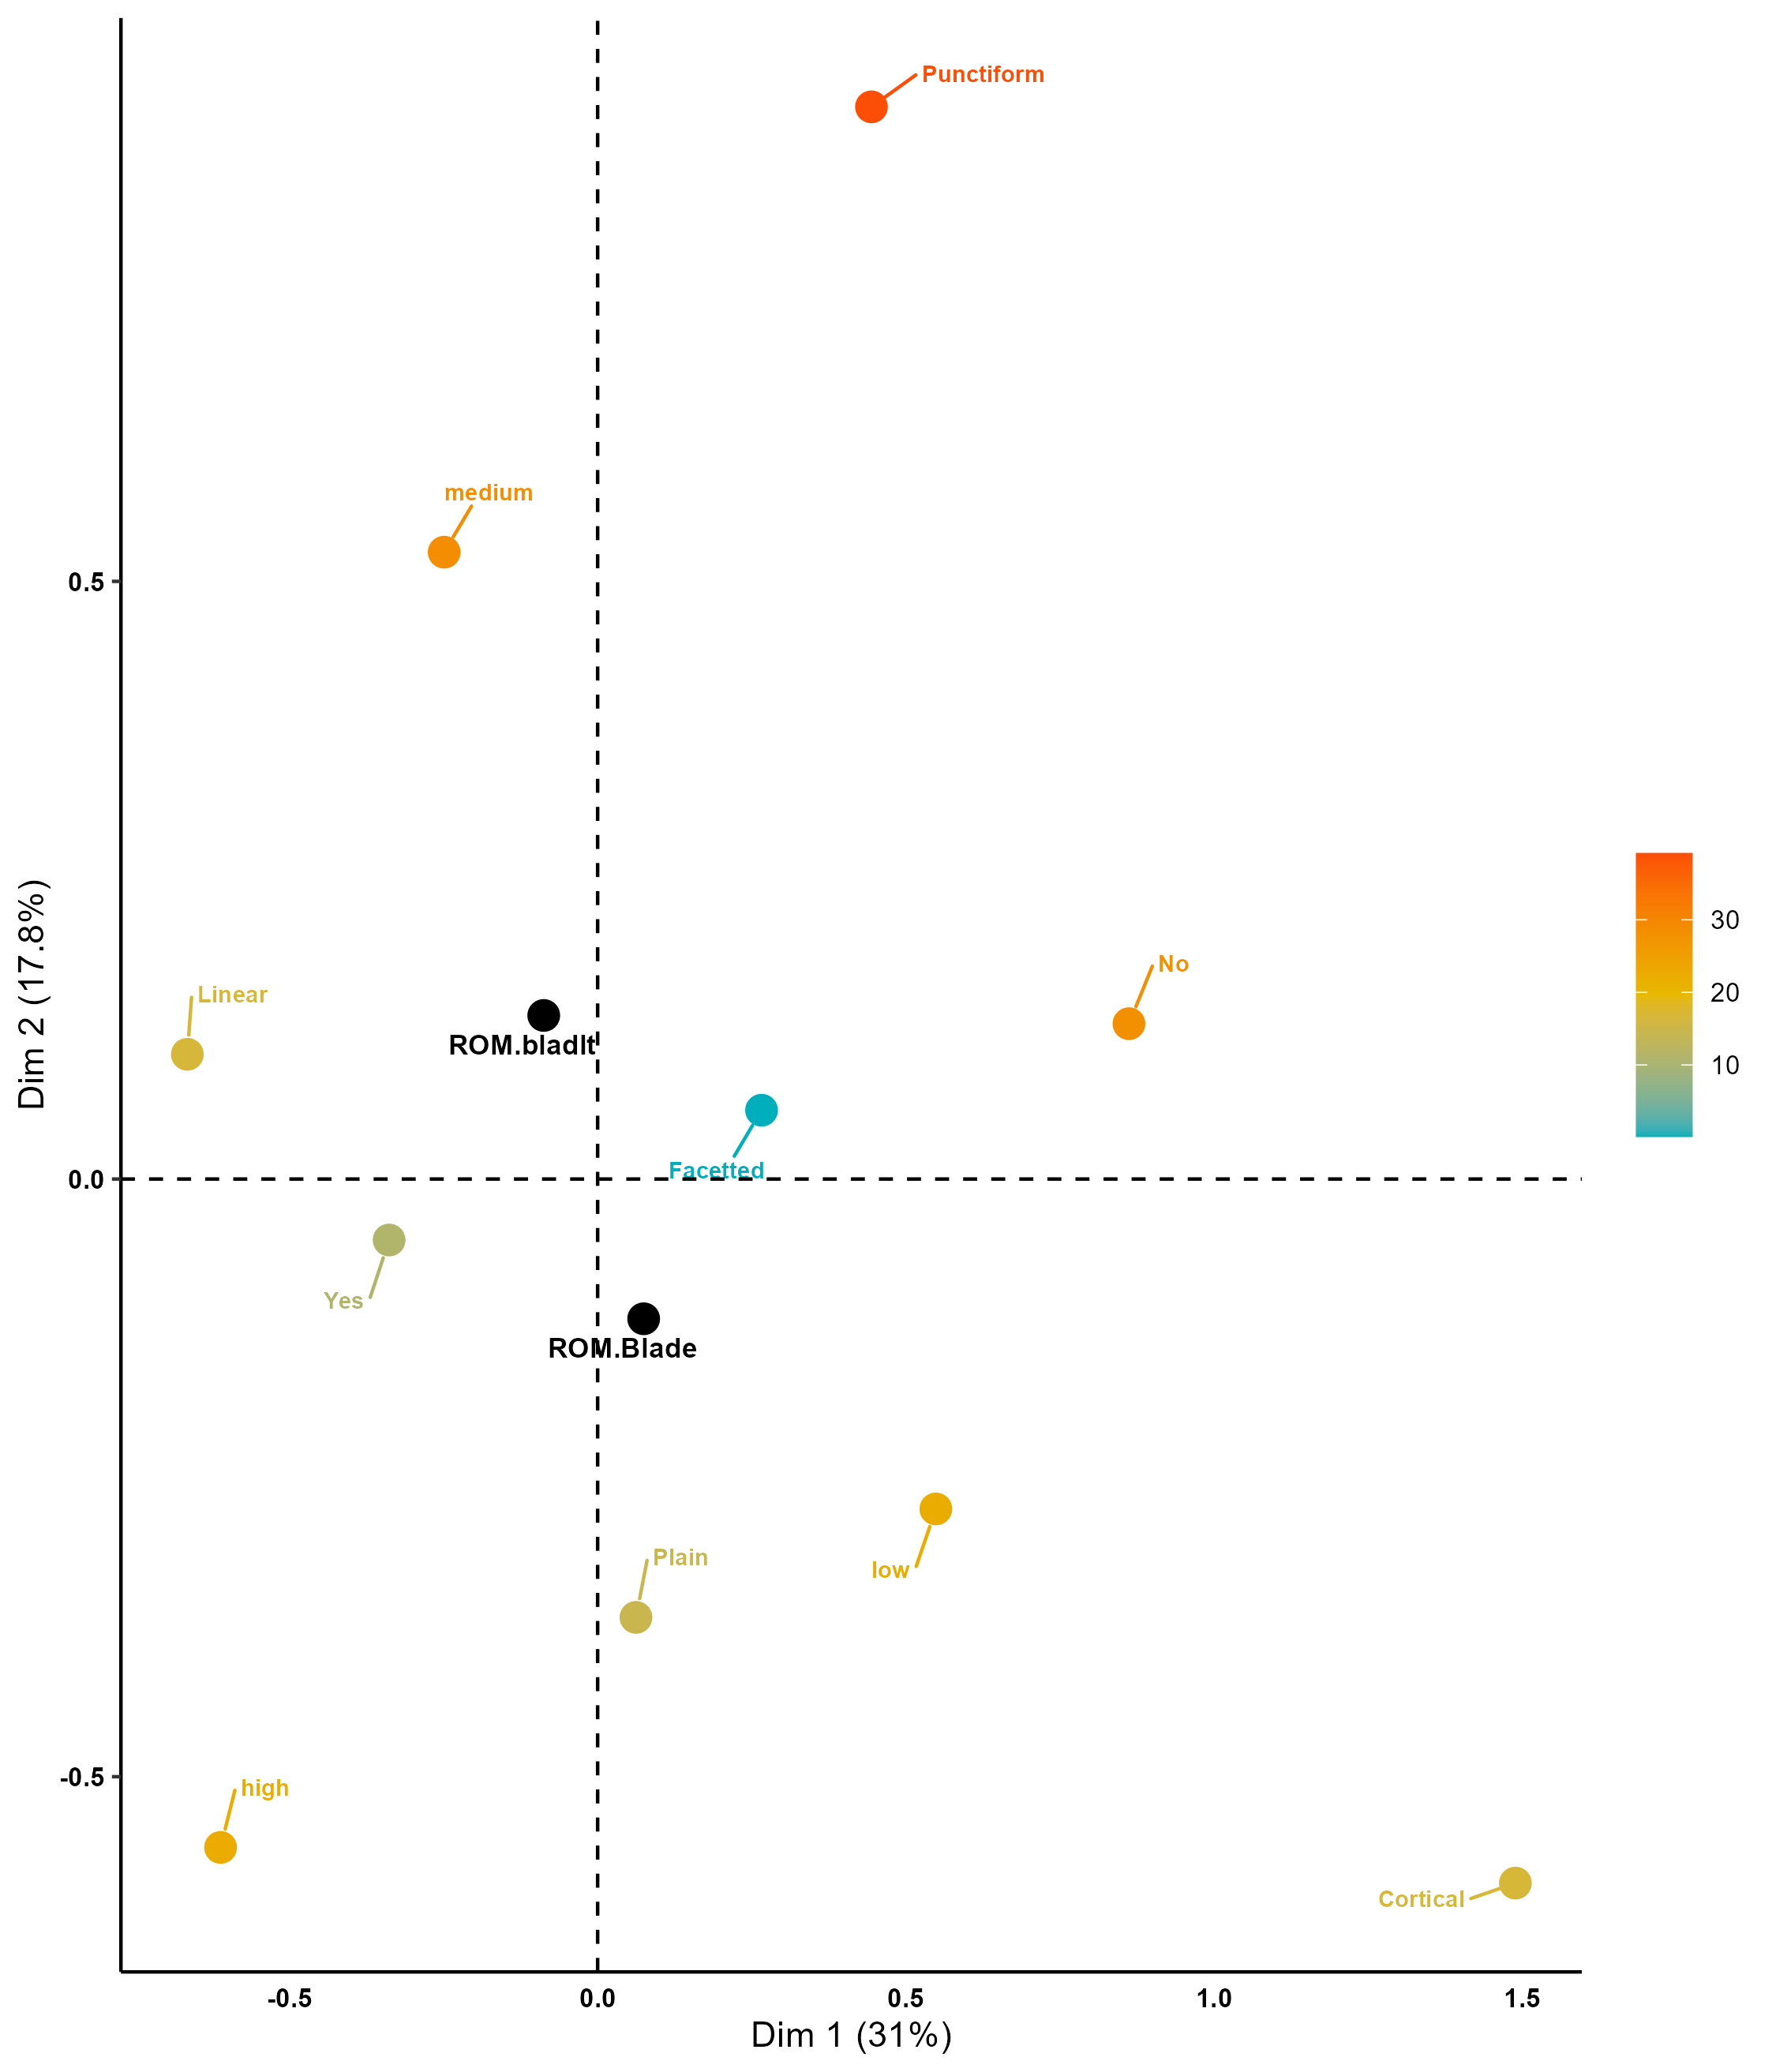 Punctiform
medium
0.5
No
Linear
ROM.bladlt
Facetted
0.0
Yes
ROM.Blade
Plain
low
-0.5
high
Cortical
-0.5
0.0
0.5
1.0
1.5
Dim 1 (31%)
Dim 2 (17.8%)
30
20
10